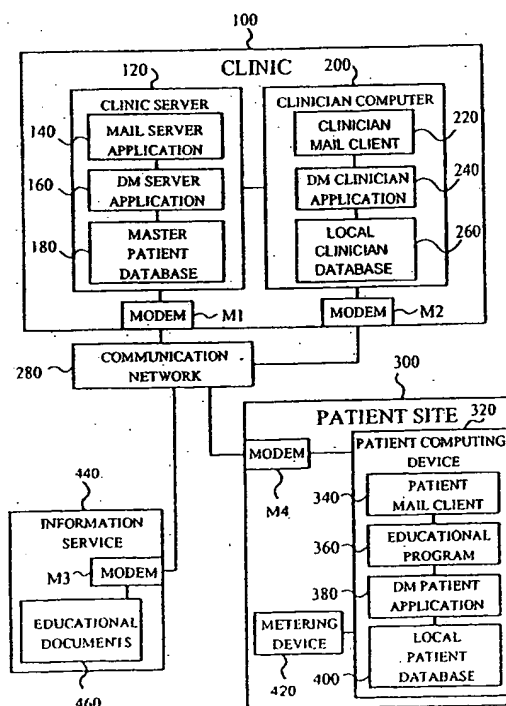 100
CLINIC
120
200
CLINIC SERVER
CLINICIAN COMPUTER
140
MAIL SERVER
APPLICATION
CLINICIAN
MAIL CLIENT
220
160
DM SERVER
APPLICATION
DM CLINICIAN
APPLICATION
240
180
MASTER
PATIENT
DATABASE
LOCAL
CLINICIAN
DATABASE
260
MODEM
M1
MODEM
M2
280
COMMUNICATION
NETWORK
300
PATIENT SITE
320
MODEM
M4
PATIENT COMPUTING
DEVICE
340
PATIENT
MAIL CLIENT
360
EDUCATIONAL
PROGRAM
380
DM PATIENT
APPLICATION
METERING
DEVICE
420
400
LOCAL
PATIENT
DATABASE
440
INFORMATION
SERVICE
M3
MODEM
EDUCATIONAL
DOCUMENTS
460